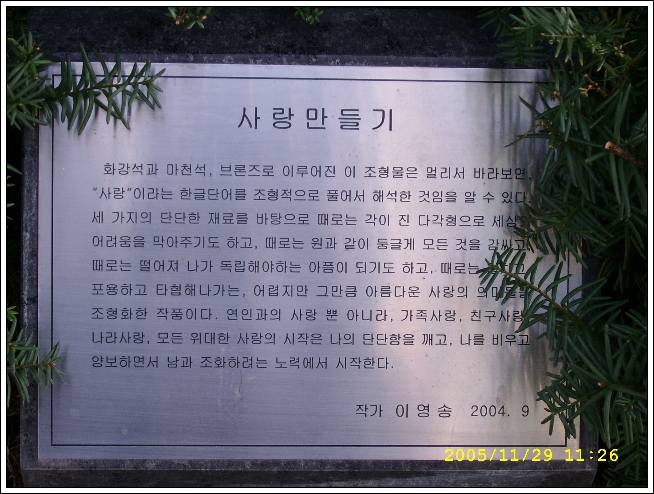 사랑만들기
화강석과 마천석, 브론즈로 이루어진 이 조형물은 멀리서 바라보면,
"사랑"이라는 한글단어를 조형적으로 풀어서 해석한 것임을 알 수 있다
세 가지의 단단한 재료를 바탕으로 때로는 각이 진 다각형으로
어려움을 막아주기도 하고, 때로는 원과 같이 둥글게 모든 것을 감싸고
때로는 떨어져 나가 독립해야하는 아픔이 되기도 하고, 때로는
포용하고 타협해나가는, 어렵지만 그만큼 아름다운 사랑의
조형화한 작품이다. 연인과의 사랑 뿐 아니라, 가족사랑, 친구사랑
나라사랑, 모든 위대한 사랑의 시작은 나의 단단함을 깨고, 나를 비우고
양보하면서 남과 조화하려는 노력에서 시작한다.
작가 이영송 2004. 9
2005/11/29 11:26